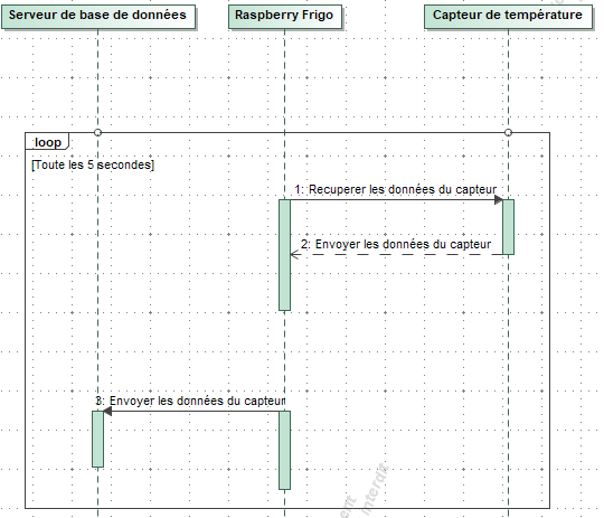 Serveur de base de données
Raspberry Frigo
Capteur de température
loop
[Toute les 5 secondes]
1: Recuperer les données du capteur
2: Envoyer les données du capteur
3: Envoyer les données du capteur
interdit